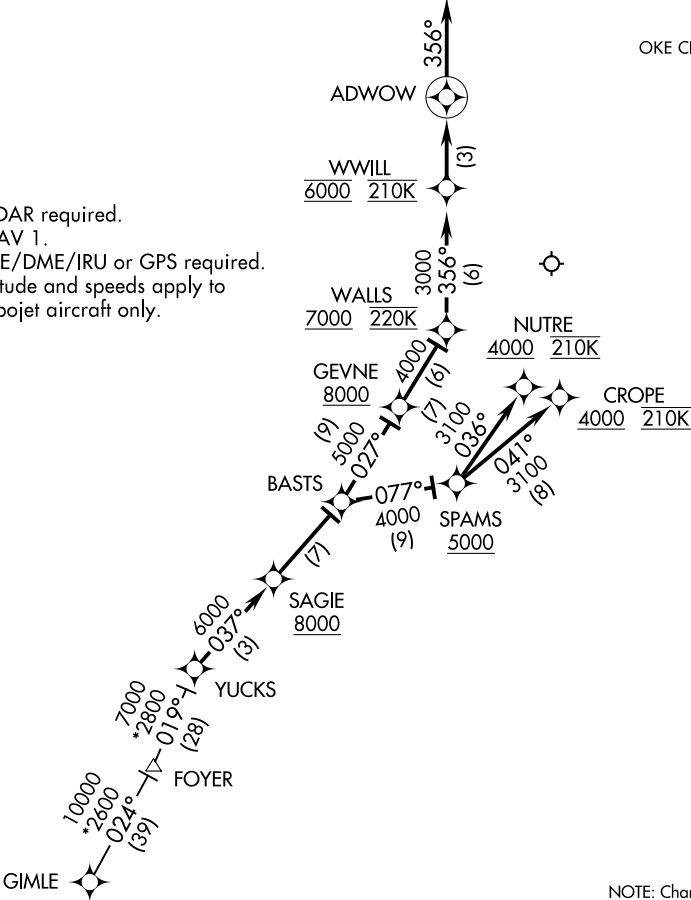 356°
OKE
ADWOW
(3)
WWILL
6000 210K
DAR required.
AV 1.
E/DME/IRU or GPS required.
tude and speeds apply to
bojet aircraft only.
3000
356°
(6)
WALLS
7000 220K
NUTRE
4000 210K
GEVNE
8000
4000
(6)
CROPE
4000 210K
(7)
3100
036°
(9)
5000
027°
041°
3100
(8)
BASTS
077°
4000
(9)
SPAMS
5000
(7)
SAGIE
8000
6000
037°
(3)
YUCKS
7000
*2800
019°
(28)
FOYER
10000
*2600
024°
(39)
GIMLE
NOTE: Char